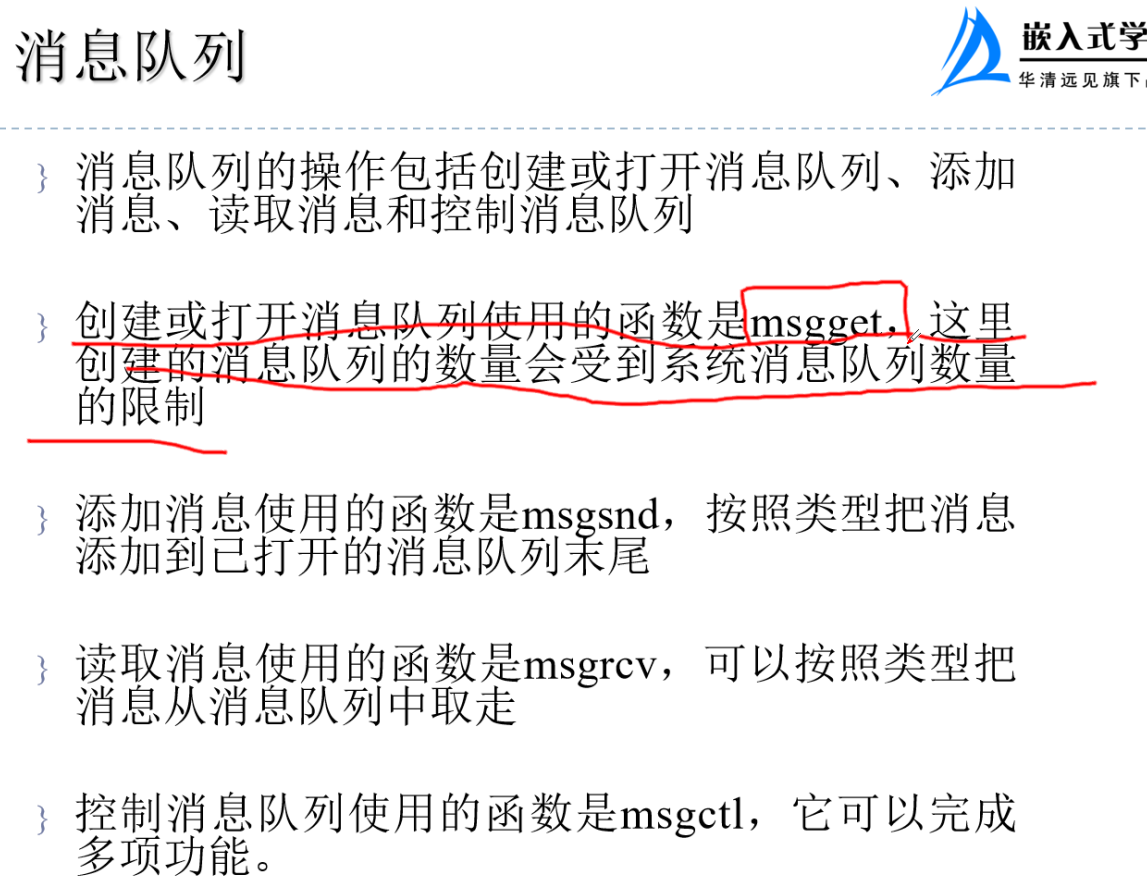 消息队列
嵌入式学
华清远见旗下
消息队列的操作包括创建或打开消息队列、添加
消息、读取消息和控制消息队列
创建或打开消息队列使用的函数是msgget，这里
创建的消息队列的数量会受到系统消息队列数量
的限制
添加消息使用的函数是msgsnd，按照类型把消息
添加到已打开的消息队列末尾
读取消息使用的函数是msgrcv，可以按照类型把
消息从消息队列中取走
控制消息队列使用的函数是msgctl，它可以完成
多项功能。